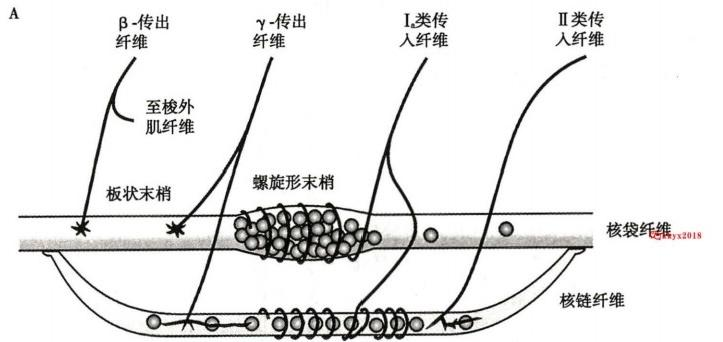 A
β-传出
纤维
γ-传出
纤维
Iₐ类传
入纤维
Ⅱ类传
入纤维
至梭外
肌纤维
板状末梢
螺旋形末梢
核袋纤维
核链纤维